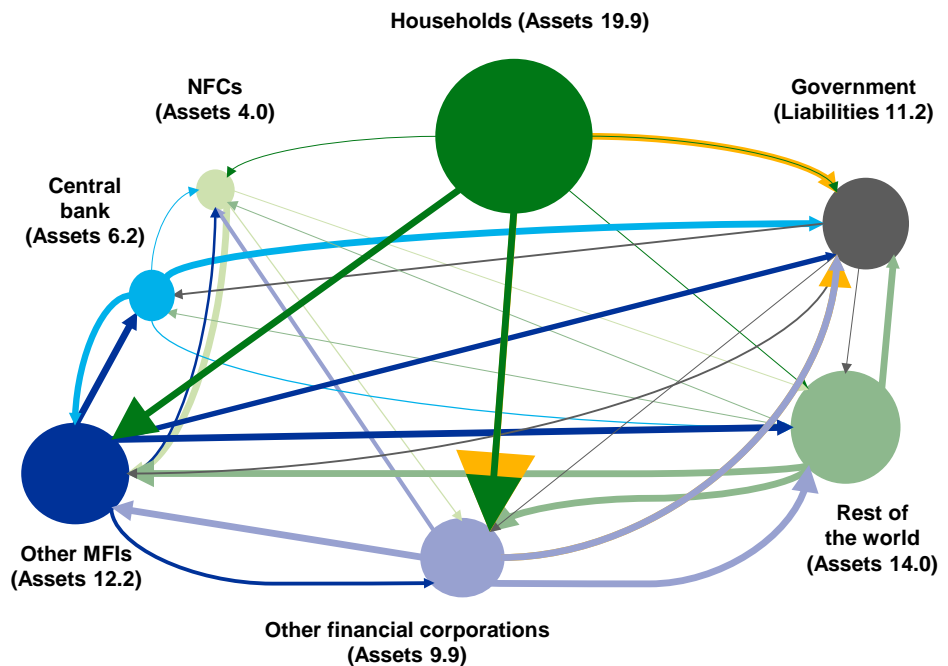 Households (Assets 19.9)
NFCs
(Assets 4.0)
Government
(Liabilities 11.2)
Central
bank
(Assets 6.2)
Other MFIs
(Assets 12.2)
Rest of
the world
(Assets 14.0)
Other financial corporations
(Assets 9.9)